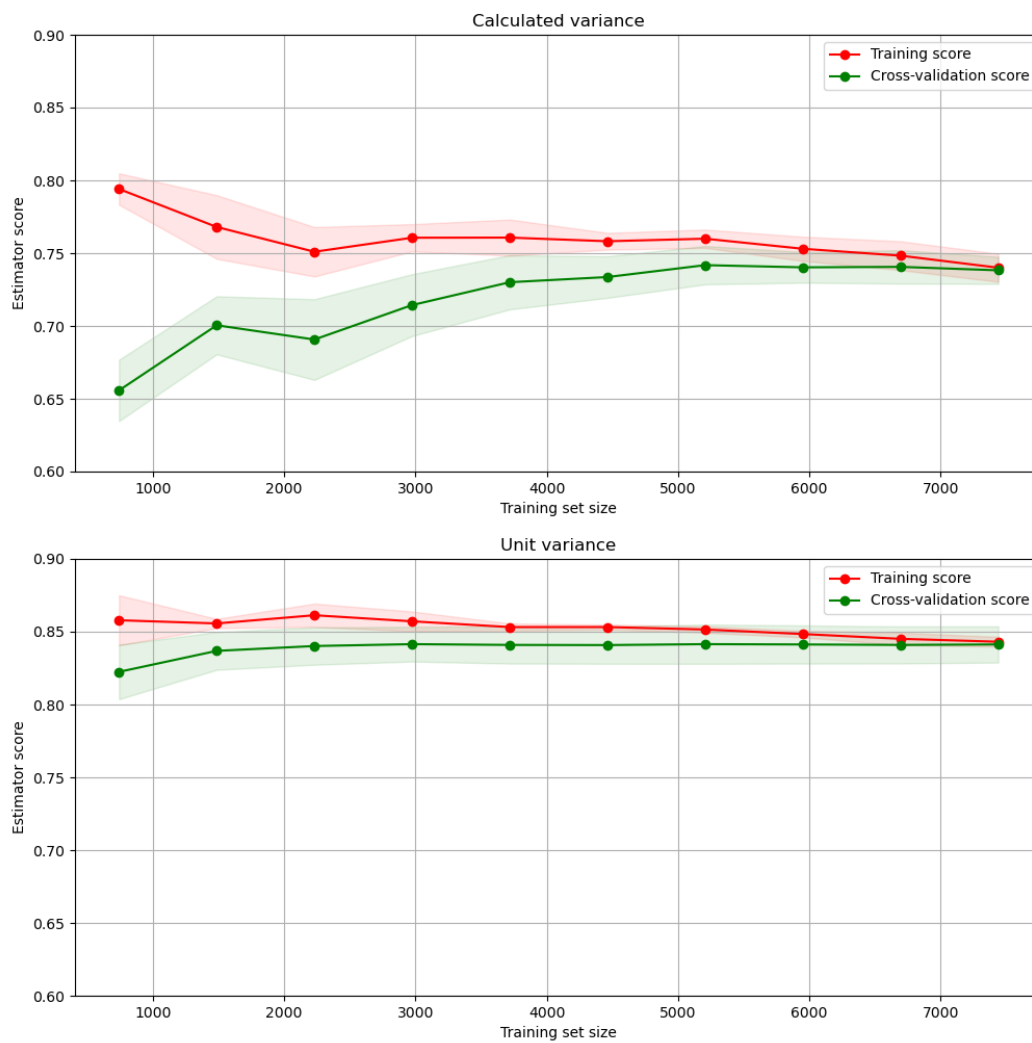 Calculated variance
0.90
0.85
0.80
0.75
0.70
0.65
0.60
Estimator score
Training score
Cross-validation score
1000 2000 3000 4000 5000 6000 7000
Training set size
Unit variance
0.90
0.85
0.80
0.75
0.70
0.65
0.60
Estimator score
Training score
Cross-validation score
1000 2000 3000 4000 5000 6000 7000
Training set size